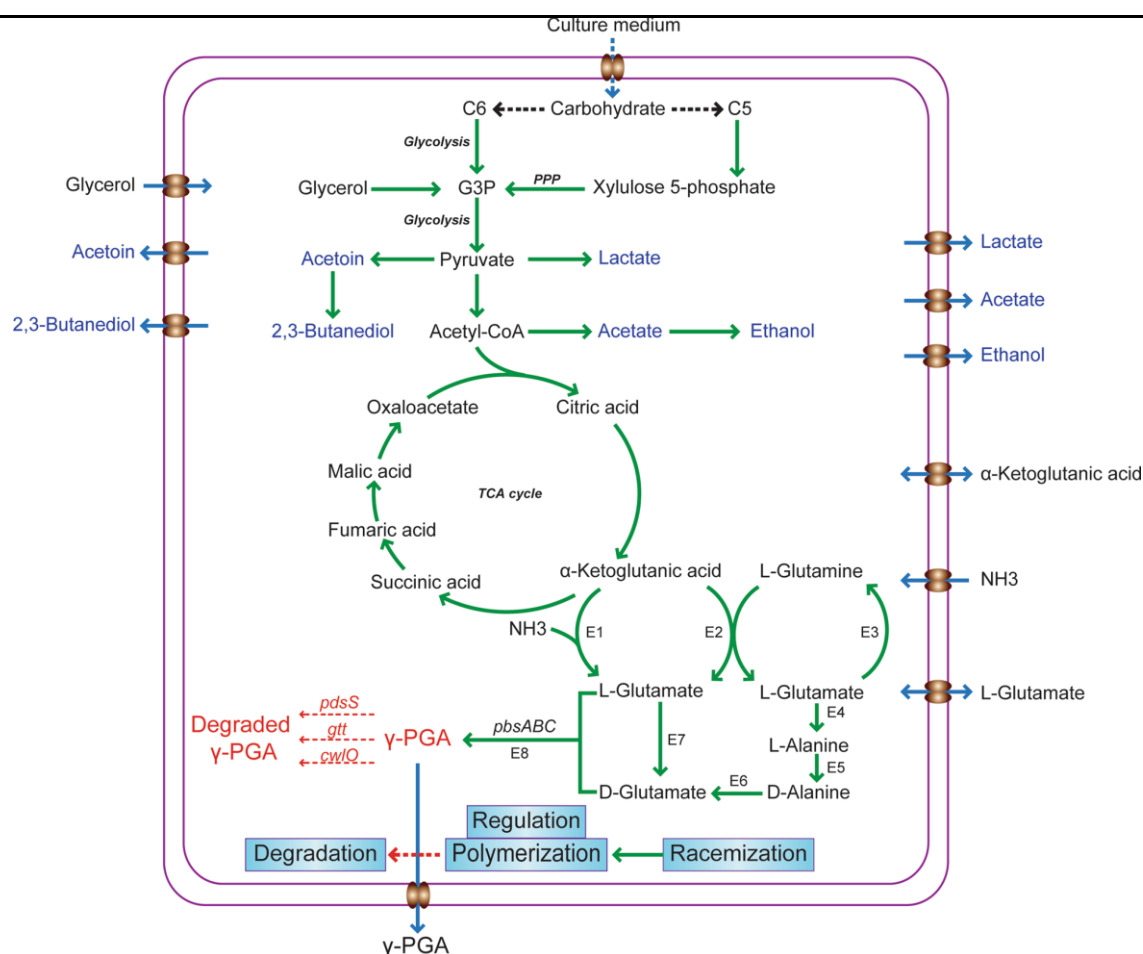 Culture medium
C6
Carbohydrate
C5
Glycolysis
Glycerol
Glycerol
G3P
PPP
Xylulose 5-phosphate
Glycolysis
Acetoin
Acetoin
Pyruvate
Lactate
Lactate
2,3-Butanediol
2,3-Butanediol
Acetyl-CoA
Acetate
Ethanol
Acetate
Ethanol
Oxaloacetate
Citric acid
Malic acid
TCA cycle
α-Ketoglutanic acid
Fumaric acid
Succinic acid
α-Ketoglutanic acid
L-Glutamine
NH3
NH3
E1
E2
E3
L-Glutamate
L-Glutamate
L-Glutamate
E4
pdsS
Degraded
γ-PGA
gtt
cwlO
γ-PGA
pbsABC
E8
E7
L-Alanine
E5
D-Glutamate
E6
D-Alanine
Regulation
Degradation
Polymerization
Racemization
γ-PGA